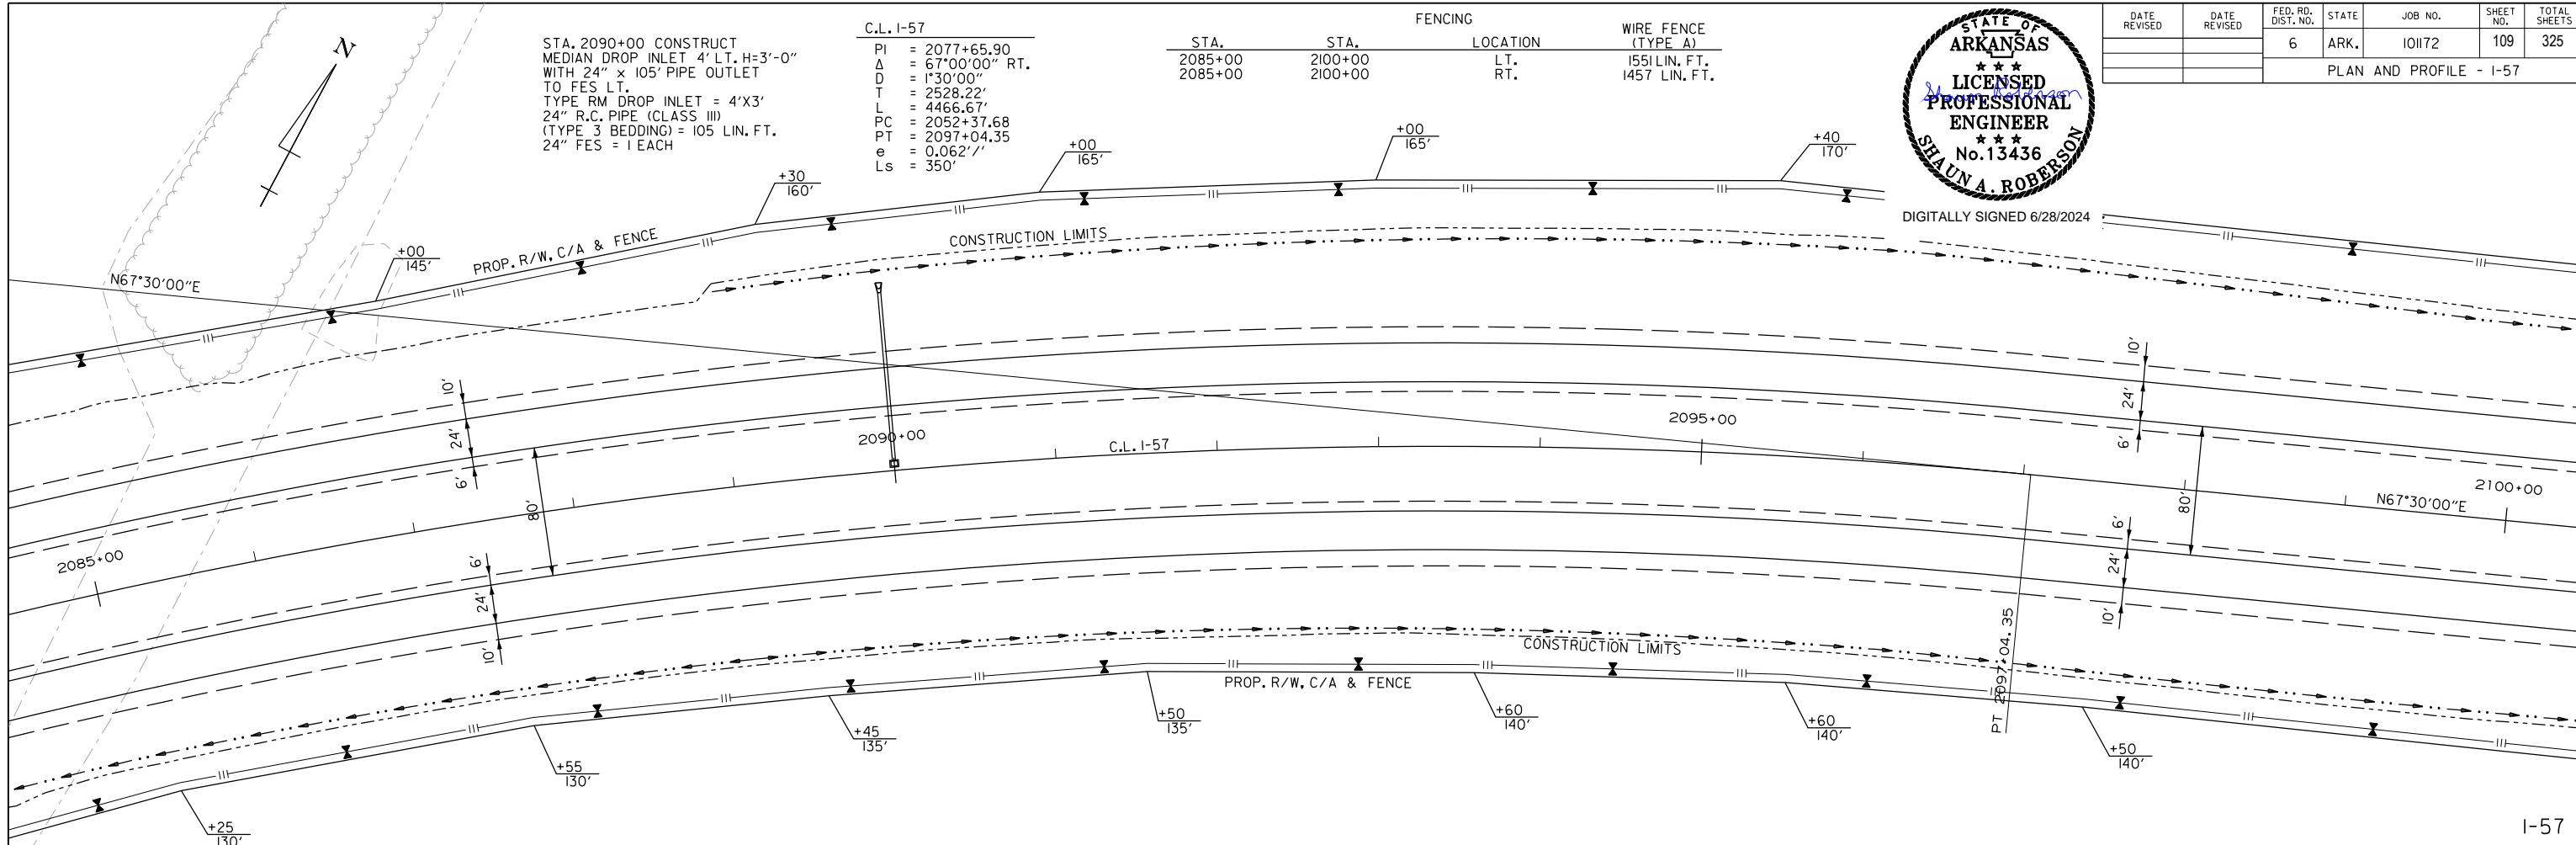 N
STA. 2090+00 CONSTRUCT
MEDIAN DROP INLET 4' LT. H=3'-0"
WITH 24" x 105' PIPE OUTLET
TO FES LT.
TYPE RM DROP INLET = 4'X3'
24" R.C. PIPE (CLASS III)
(TYPE 3 BEDDING) = 105 LIN. FT.
24" FES = 1 EACH
C.L. I-57
PI = 2077+65.90
Δ = 67°00'00" RT.
D = 1°30'00"
T = 2528.22'
L = 4466.67'
PC = 2052+37.68
PT = 2097+04.35
e = 0.062'/'
Ls = 350'
FENCING
STA. STA. LOCATION WIRE FENCE (TYPE A)
2085+00 2100+00 LT. 1551 LIN. FT.
2085+00 2100+00 RT. 1457 LIN. FT.
STATE OF
ARKANSAS
★ ★ ★
LICENSED
PROFESSIONAL
ENGINEER
★ ★ ★
No.13436
SHAUN A. ROBERSON
Shaun Roberson
DIGITALLY SIGNED 6/28/2024
DATE REVISED DATE REVISED FED. RD. DIST. NO. STATE JOB NO. SHEET NO. TOTAL SHEETS
6 ARK. 101172 109 325
PLAN AND PROFILE - I-57
+00
145'
+30
160'
+00
165'
+00
165'
+40
170'
PROP. R/W, C/A & FENCE
CONSTRUCTION LIMITS
N67°30'00"E
10'
24'
6'
80'
6'
24'
10'
2085+00
2090+00
C.L. I-57
2095+00
10'
24'
6'
80'
6'
24'
10'
N67°30'00"E
2100+00
PT 2097+04.35
CONSTRUCTION LIMITS
PROP. R/W, C/A & FENCE
+25
130'
+55
130'
+45
135'
+50
135'
+60
140'
+60
140'
+50
140'
I-57